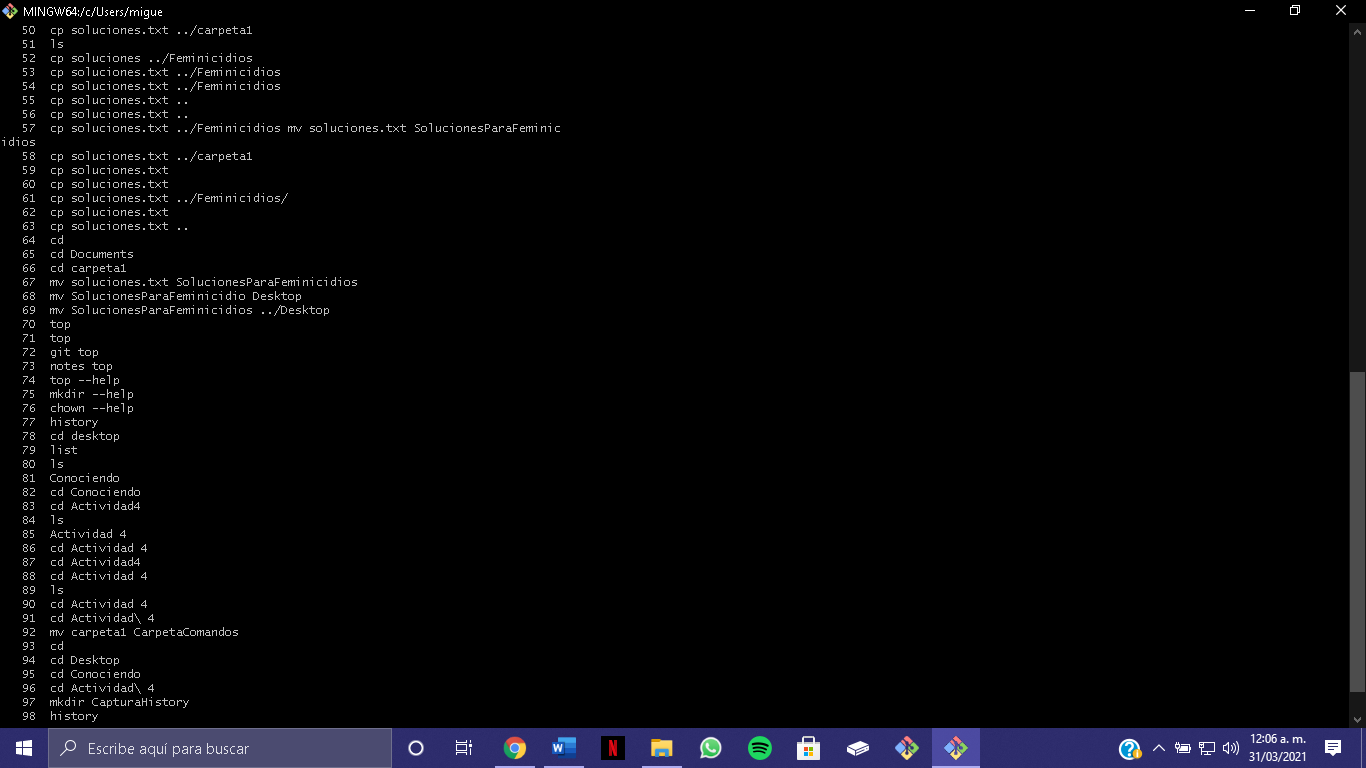 MINGW64:/c/Users/migue
50 cp soluciones.txt ../carpeta1
51 ls
52 cp soluciones ../Feminicidios
53 cp soluciones.txt ../Feminicidios
54 cp soluciones.txt ../Feminicidios
55 cp soluciones.txt ..
56 cp soluciones.txt ..
57 cp soluciones.txt ../Feminicidios mv soluciones.txt SolucionesParaFeminic
idios
58 cp soluciones.txt ../carpeta1
59 cp soluciones.txt
60 cp soluciones.txt
61 cp soluciones.txt ../Feminicidios/
62 cp soluciones.txt
63 cp soluciones.txt ..
64 cd
65 cd Documents
66 cd carpeta1
67 mv soluciones.txt SolucionesParaFeminicidios
68 mv SolucionesParaFeminicidio Desktop
69 mv SolucionesParaFeminicidios ../Desktop
70 top
71 top
72 git top
73 notes top
74 top --help
75 mkdir --help
76 chown --help
77 history
78 cd desktop
79 list
80 ls
81 Conociendo
82 cd Conociendo
83 cd Actividad4
84 ls
85 Actividad 4
86 cd Actividad 4
87 cd Actividad4
88 cd Actividad 4
89 ls
90 cd Actividad 4
91 cd Actividad\ 4
92 mv carpeta1 CarpetaComandos
93 cd
94 cd Desktop
95 cd Conociendo
96 cd Actividad\ 4
97 mkdir CapturaHistory
98 history
Escribe aquí para buscar
12:06 a. m.
31/03/2021